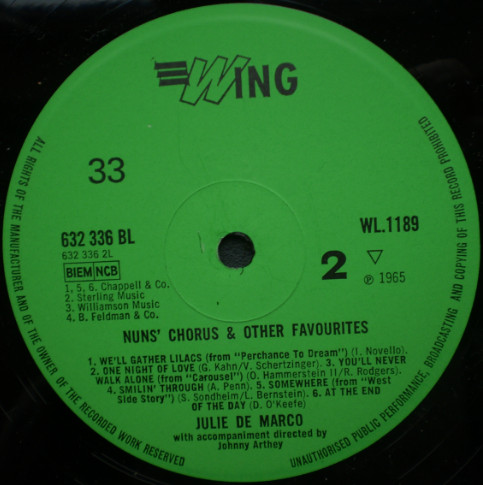 WING
33
632 336 BL
632 336 2L
BIEM NCB
1, 5, 6. Chappell & Co.
2. Sterling Music
3. Williamson Music
4. B. Feldman & Co.
WL.1189
2
℗ 1965
NUNS' CHORUS & OTHER FAVOURITES
1. WE'LL GATHER LILACS (from "Perchance To Dream") (I. Novello).
2. ONE NIGHT OF LOVE (G. Kahn/V. Schertzinger). 3. YOU'LL NEVER
WALK ALONE (from "Carousel") (O. Hammerstein II/R. Rodgers).
4. SMILIN' THROUGH (A. Penn). 5. SOMEWHERE (from "West
Side Story") (S. Sondheim/L. Bernstein). 6. AT THE END
OF THE DAY (D. O'Keefe)
JULIE DE MARCO
with accompaniment directed by
Johnny Arthey
ALL RIGHTS OF THE MANUFACTURER AND OF THE OWNER OF THE RECORDED WORK RESERVED
UNAUTHORISED PUBLIC PERFORMANCE, BROADCASTING AND COPYING OF THIS RECORD PROHIBITED